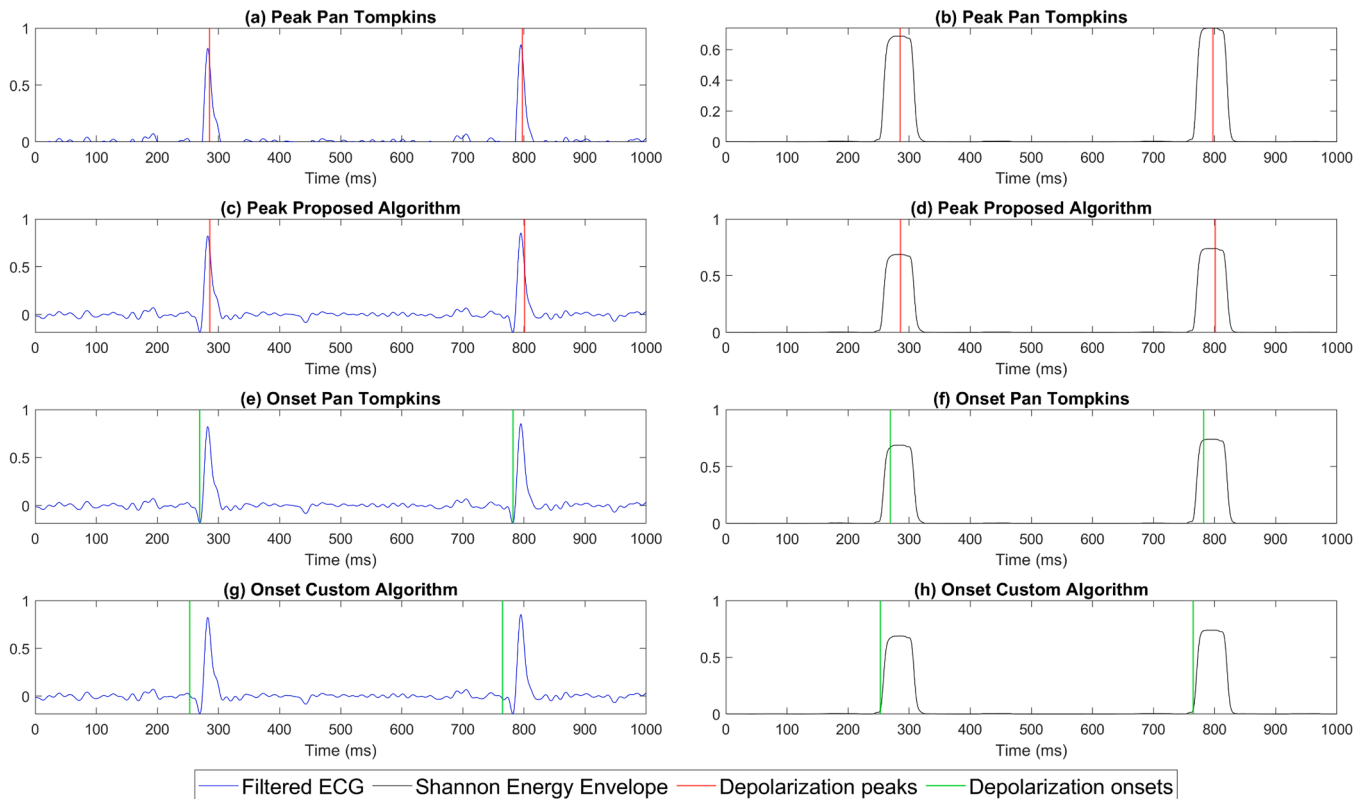 (a) Peak Pan Tompkins
1
0.5
0
0 100 200 300 400 500 600 700 800 900 1000
Time (ms)
(b) Peak Pan Tompkins
0.6
0.4
0.2
0
0 100 200 300 400 500 600 700 800 900 1000
Time (ms)
(c) Peak Proposed Algorithm
1
0.5
0
0 100 200 300 400 500 600 700 800 900 1000
Time (ms)
(d) Peak Proposed Algorithm
1
0.5
0
0 100 200 300 400 500 600 700 800 900 1000
Time (ms)
(e) Onset Pan Tompkins
1
0.5
0
0 100 200 300 400 500 600 700 800 900 1000
Time (ms)
(f) Onset Pan Tompkins
1
0.5
0
0 100 200 300 400 500 600 700 800 900 1000
Time (ms)
(g) Onset Custom Algorithm
1
0.5
0
0 100 200 300 400 500 600 700 800 900 1000
Time (ms)
(h) Onset Custom Algorithm
1
0.5
0
0 100 200 300 400 500 600 700 800 900 1000
Time (ms)
Filtered ECG Shannon Energy Envelope Depolarization peaks Depolarization onsets